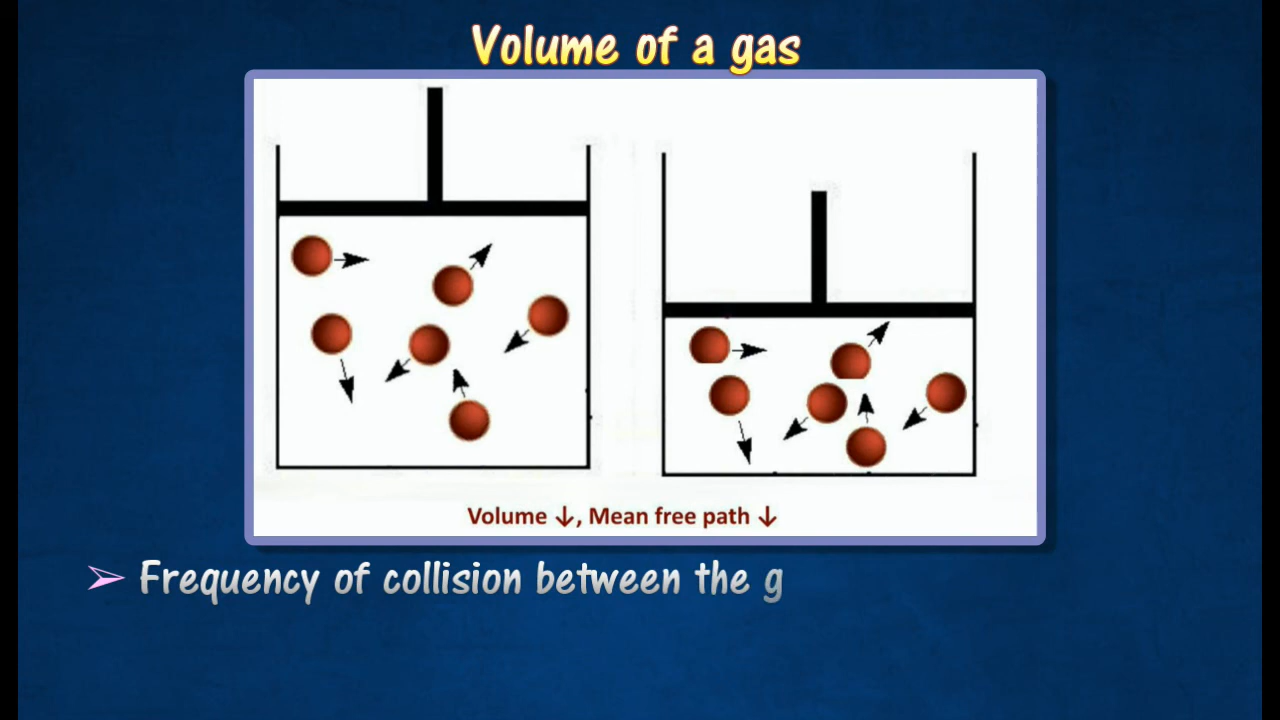 Volume of a gas
Volume ↓, Mean free path ↓
➢ Frequency of collision between the g